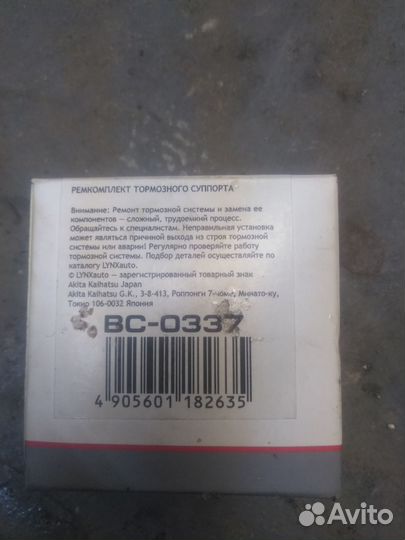 РЕМКОМПЛЕКТ ТОРМОЗНОГО СУППОРТА
Внимание: Ремонт тормозной системы и замена ее
компонентов — сложный, трудоемкий процесс.
Обращайтесь к специалистам. Неправильная установка
может являться причиной выхода из строя тормозной
системы или аварии! Регулярно проверяйте работу
тормозной системы. Подбор деталей осуществляйте по
каталогу LYNXauto.
© LYNXauto — зарегистрированный товарный знак
Akita Kaihatsu Japan
Akita Kaihatsu G.K., 3-8-413, Роппонги 7-чоме, Минато-ку,
Токио 106-0032 Япония
BC-0337
4 905601 182635
Avito